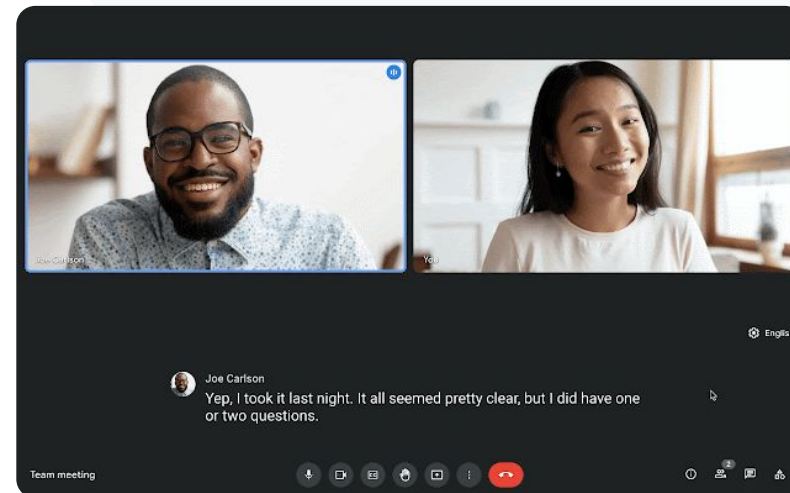 Joe Carlson
You
Englis
Joe Carlson
Yep, I took it last night. It all seemed pretty clear, but I did have one
or two questions.
2
Team meeting